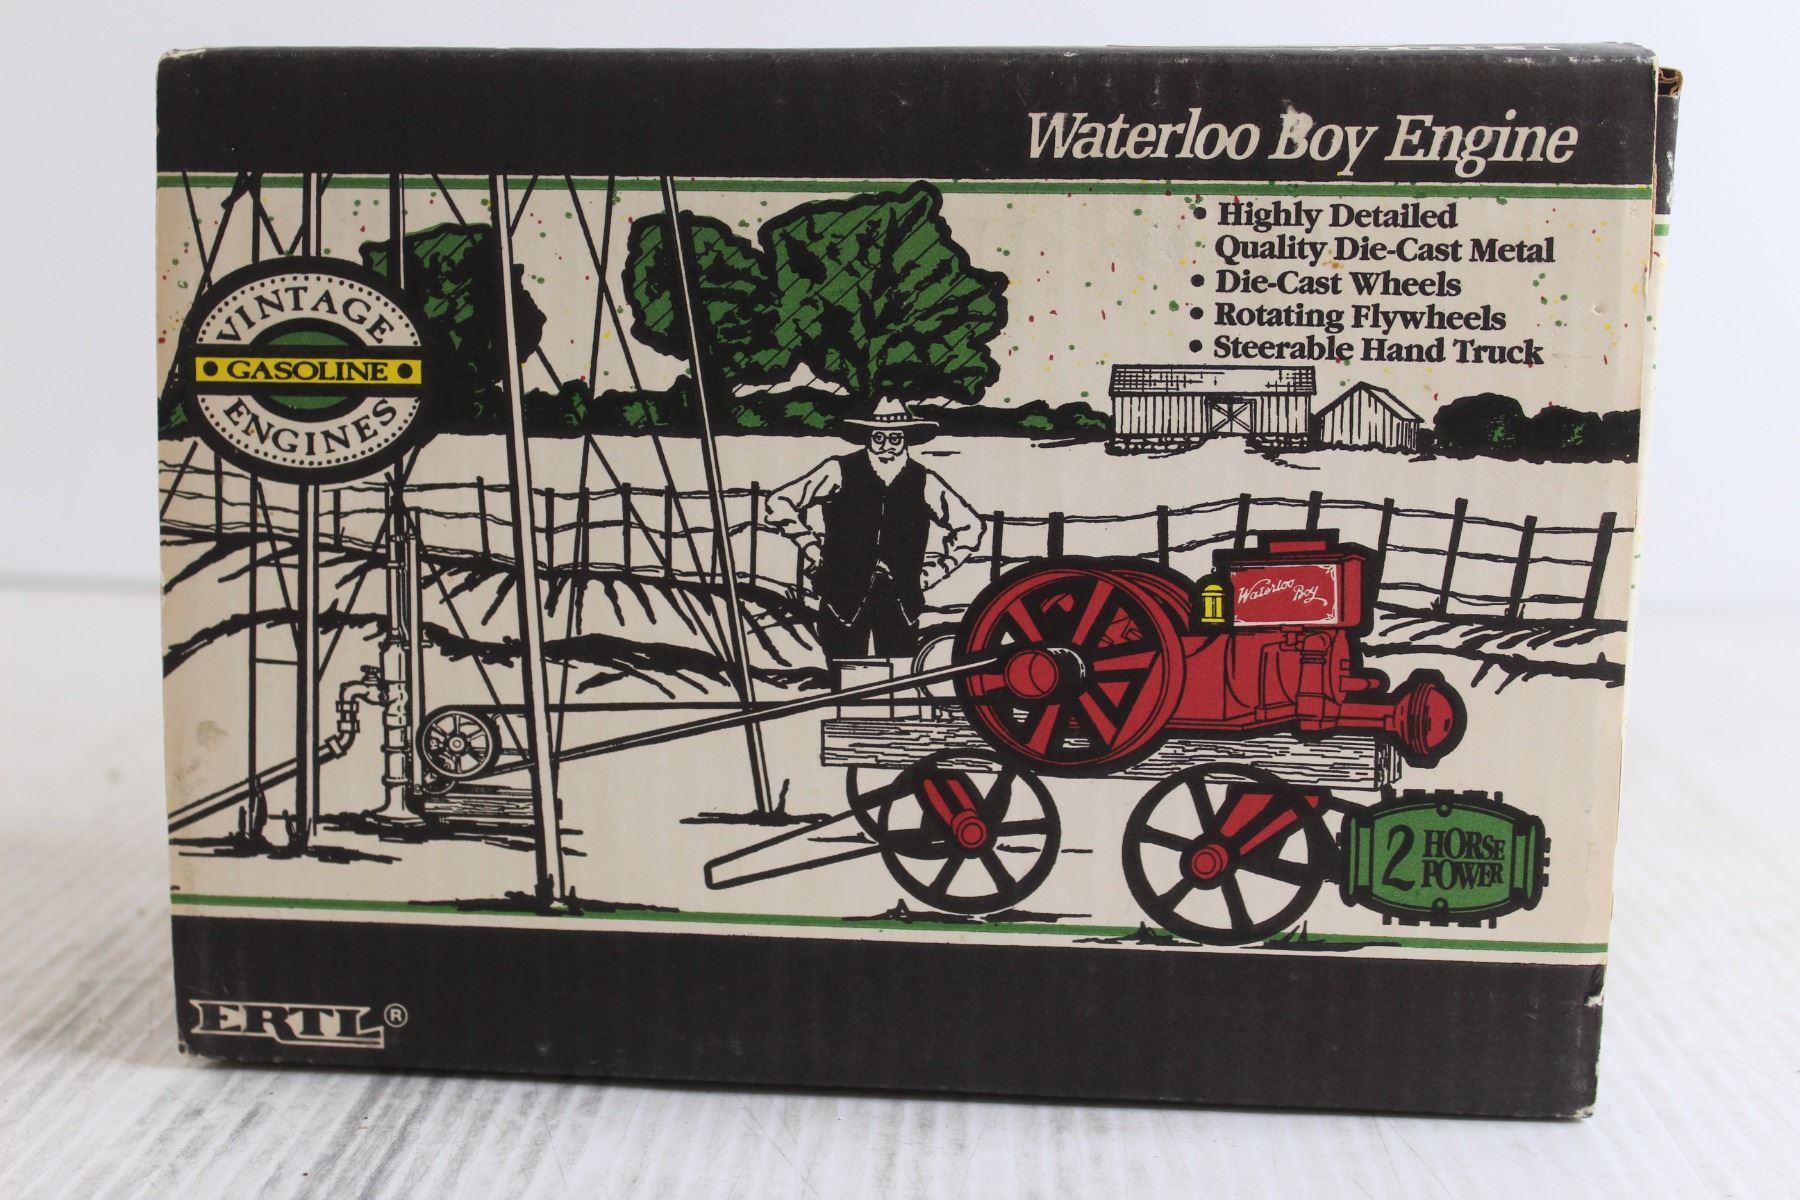 Waterloo Boy Engine
• Highly Detailed
Quality Die-Cast Metal
• Die-Cast Wheels
• Rotating Flywheels
• Steerable Hand Truck
VINTAGE
• GASOLINE •
ENGINES
Waterloo
Boy
2 HORSE
POWER
ERTL®